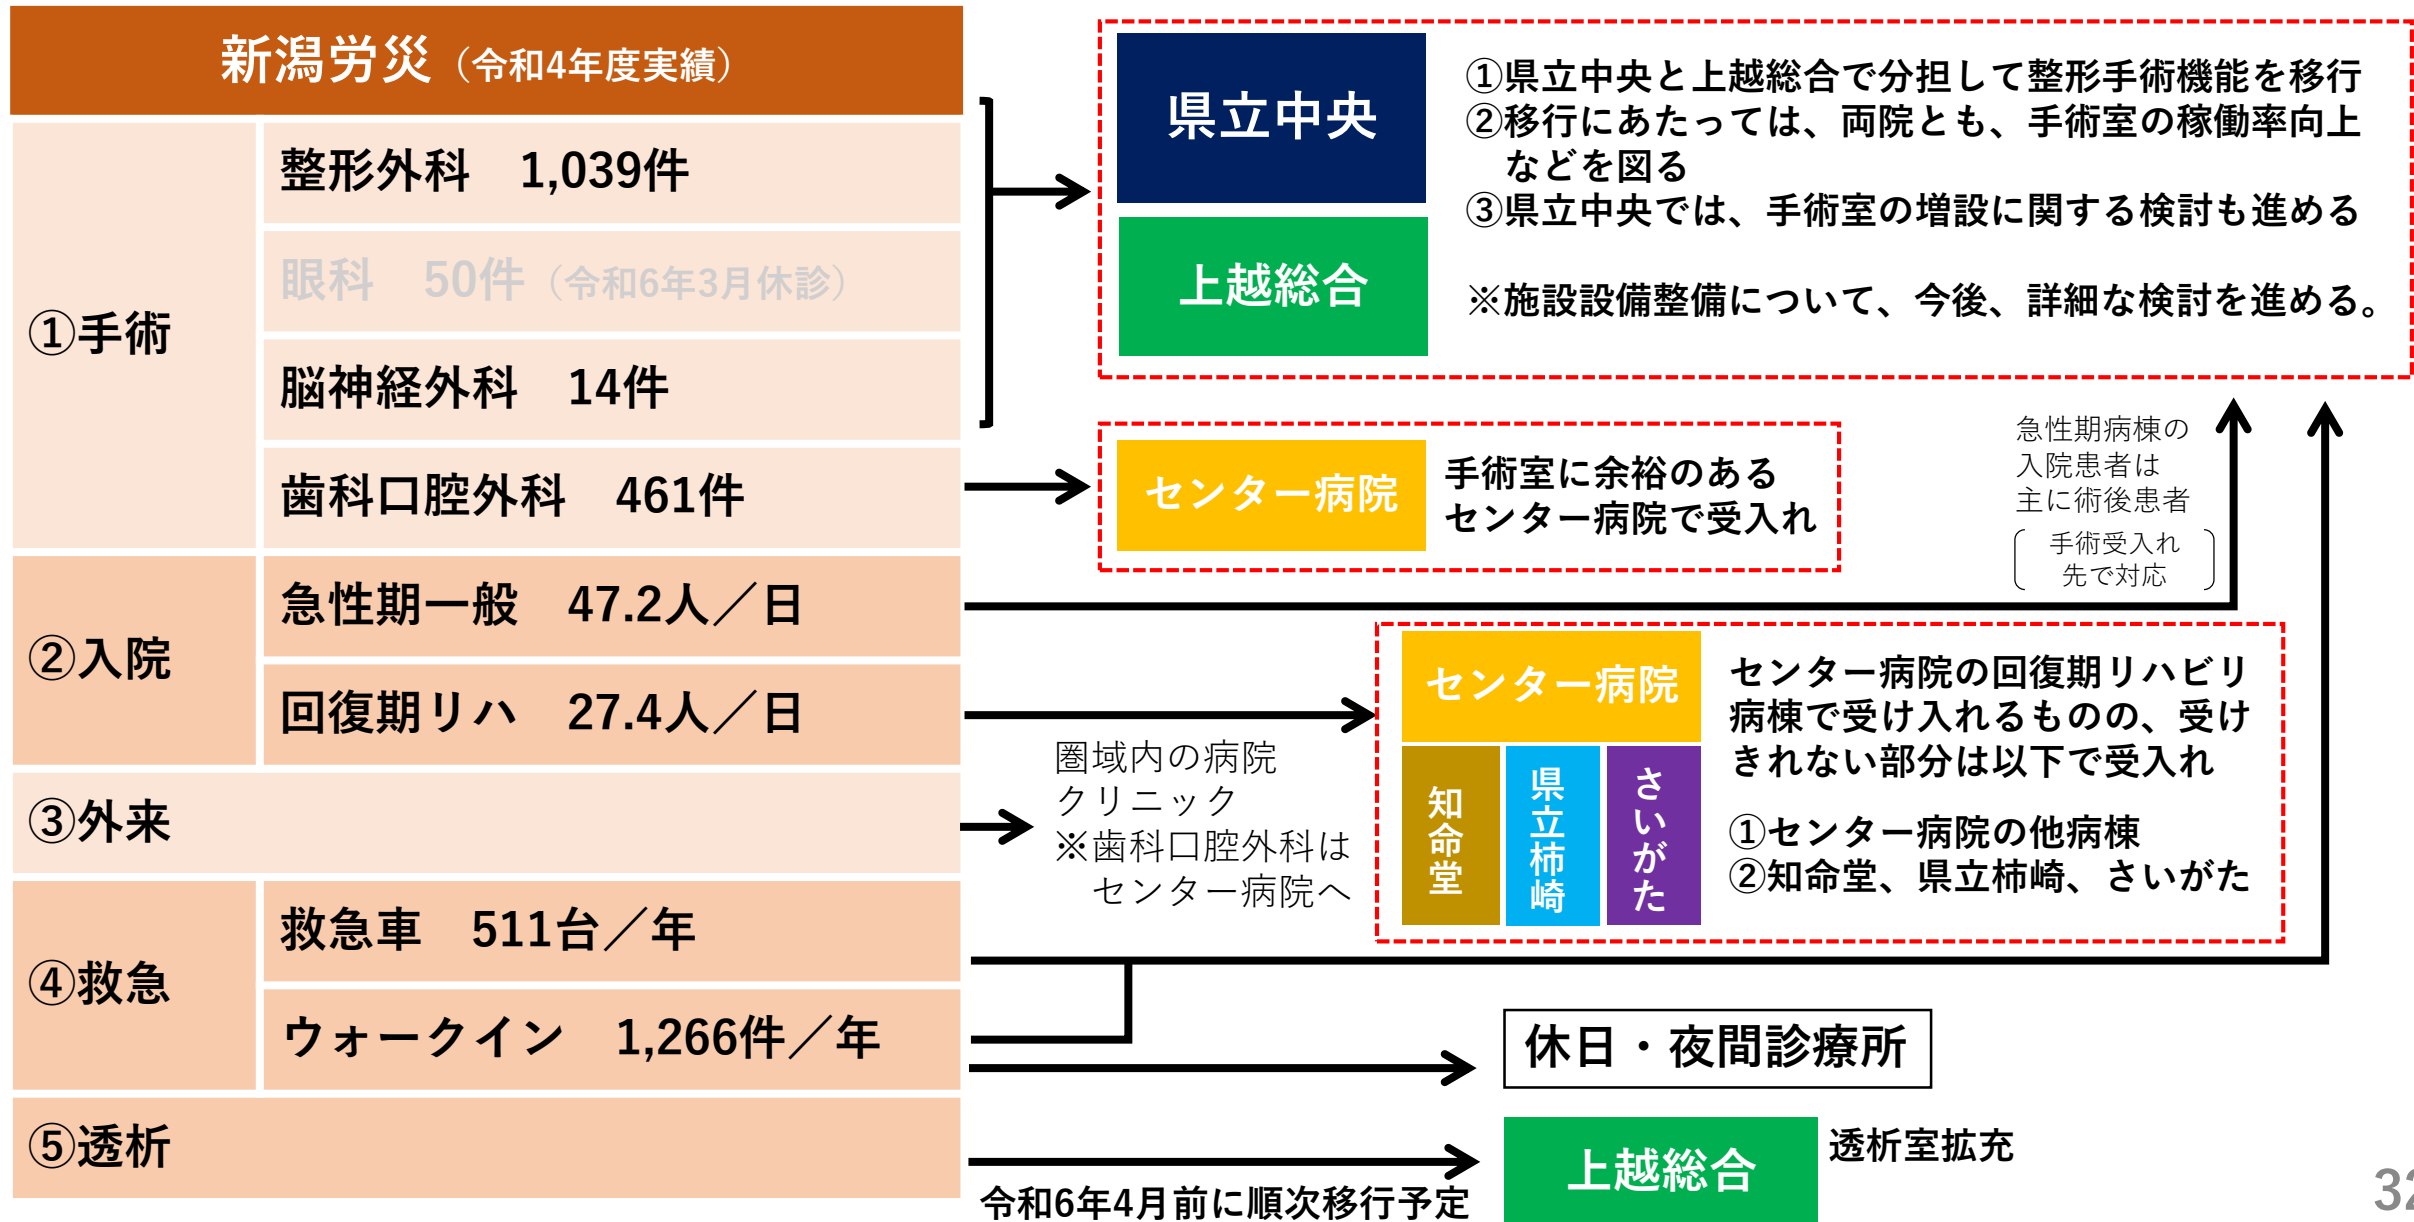 新潟労災（令和4年度実績）
①手術
整形外科　1,039件
眼科　50件（令和6年3月休診）
脳神経外科　14件
歯科口腔外科　461件
②入院
急性期一般　47.2人／日
回復期リハ　27.4人／日
③外来
④救急
救急車　511台／年
ウォークイン　1,266件／年
⑤透析
県立中央
上越総合
①県立中央と上越総合で分担して整形手術機能を移行
②移行にあたっては、両院とも、手術室の稼働率向上
などを図る
③県立中央では、手術室の増設に関する検討も進める
※施設設備整備について、今後、詳細な検討を進める。
センター病院
手術室に余裕のある
センター病院で受入れ
急性期病棟の
入院患者は
主に術後患者
手術受入れ
先で対応
センター病院
知命堂
県立柿崎
さいがた
センター病院の回復期リハビリ
病棟で受け入れるものの、受け
きれない部分は以下で受入れ
①センター病院の他病棟
②知命堂、県立柿崎、さいがた
圏域内の病院
クリニック
※歯科口腔外科は
センター病院へ
休日・夜間診療所
上越総合
透析室拡充
令和6年4月前に順次移行予定
32